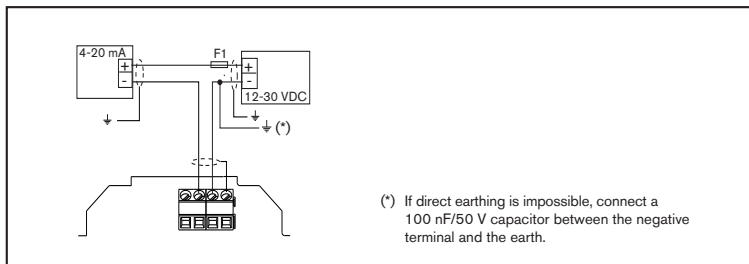 4-20 mA
+
-
F1
+
-
12-30 VDC
(*)
(*) If direct earthing is impossible, connect a
100 nF/50 V capacitor between the negative
terminal and the earth.